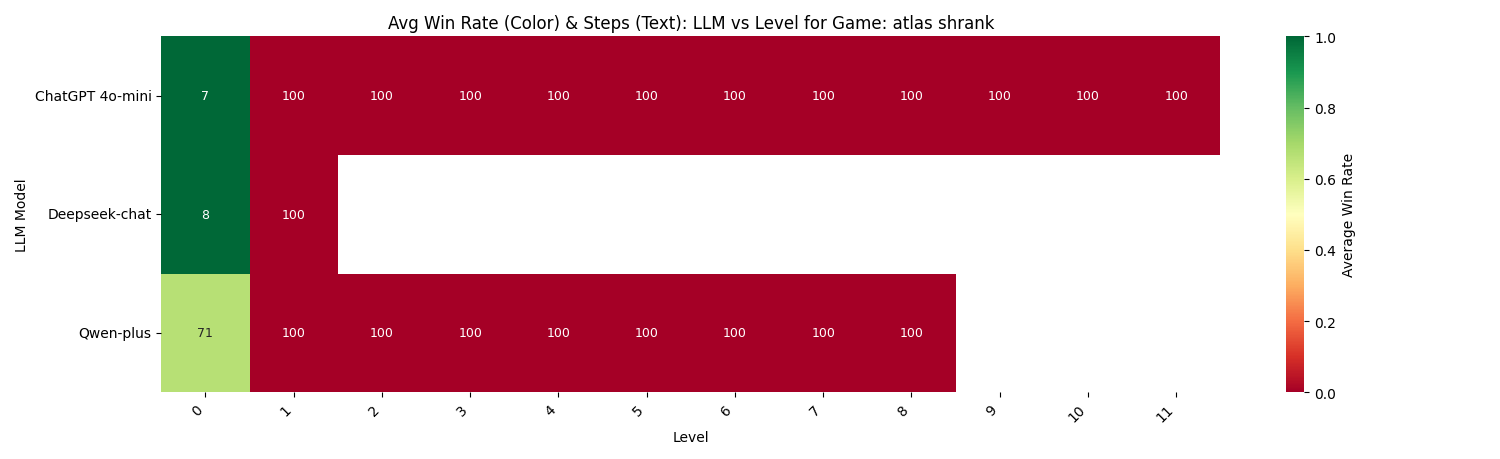 Avg Win Rate (Color) & Steps (Text): LLM vs Level for Game: atlas shrank
LLM Model
ChatGPT 4o-mini
7 100 100 100 100 100 100 100 100 100 100 100
Deepseek-chat
8 100
Qwen-plus
71 100 100 100 100 100 100 100 100
0 1 2 3 4 5 6 7 8 9 10 11
Level
1.0
0.8
0.6
0.4
0.2
0.0
Average Win Rate